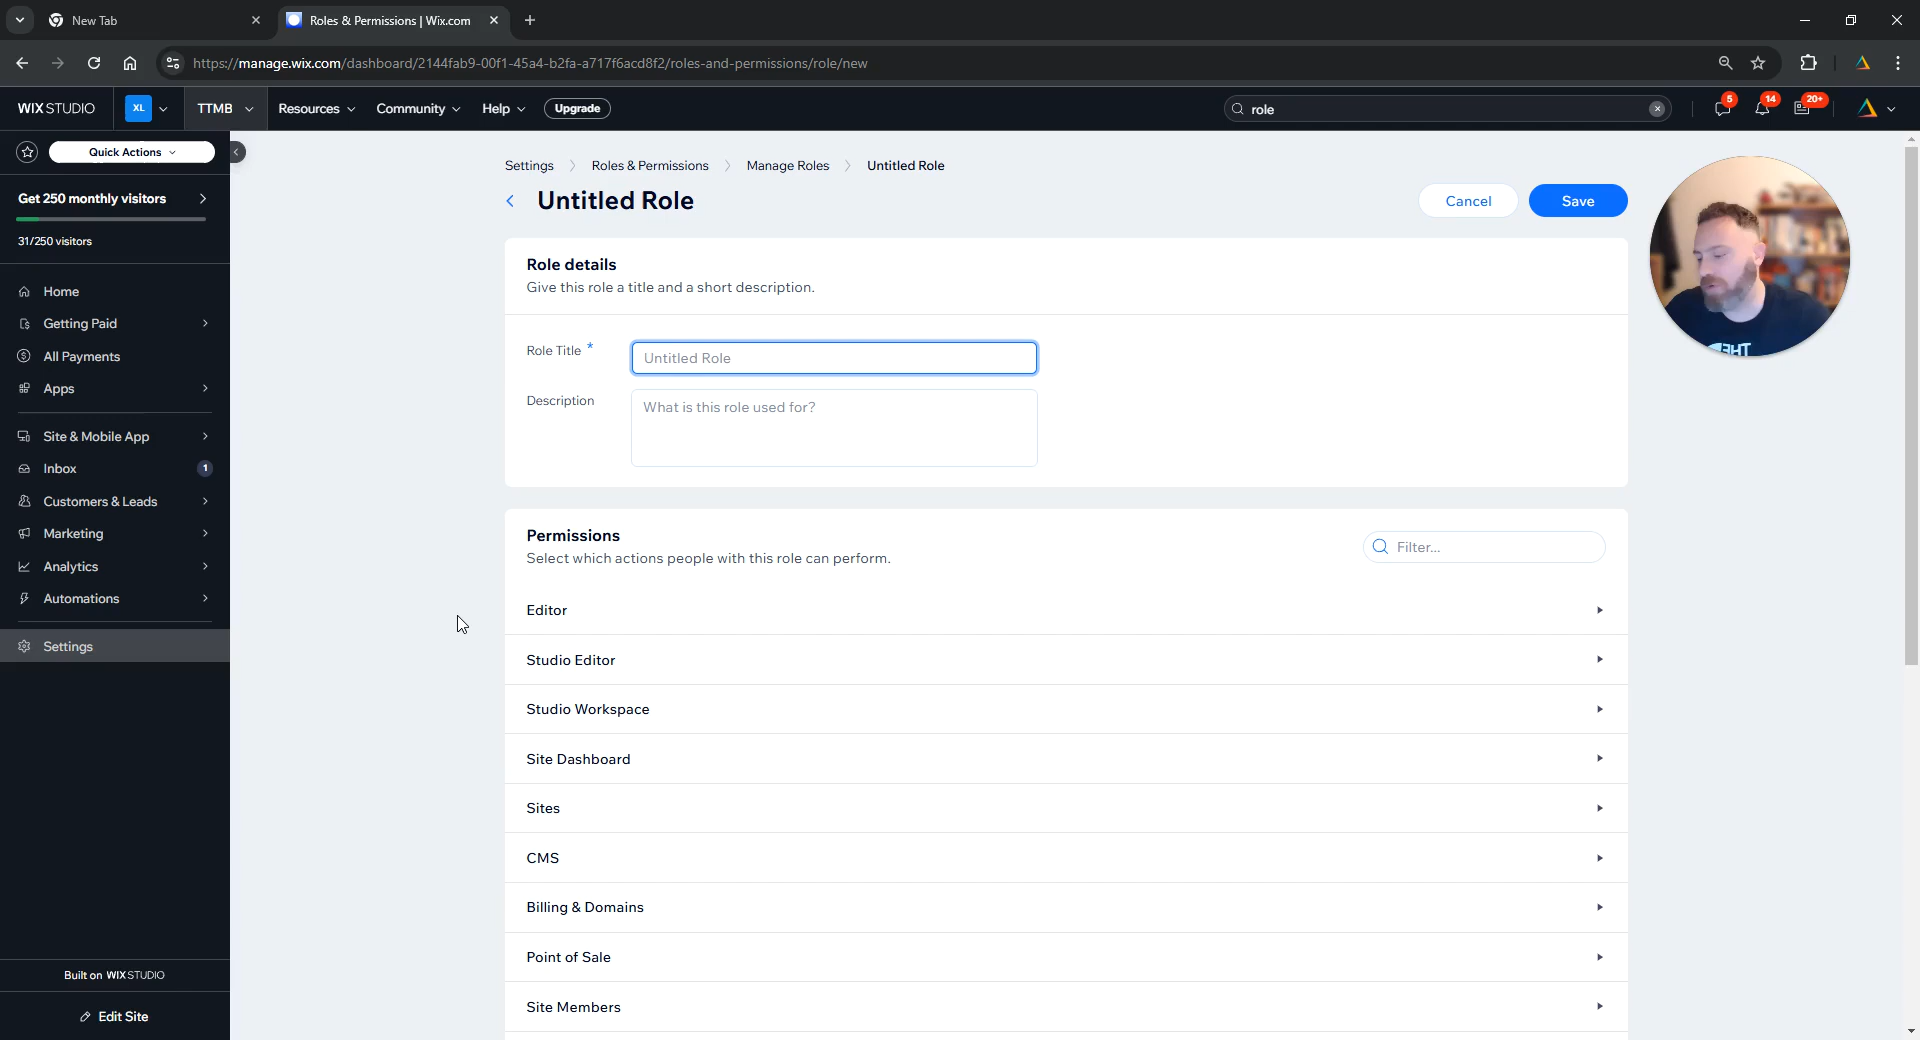 New Tab
Roles & Permissions | Wix.com
https://manage.wix.com/dashboard/2144fab9-00f1-45a4-b2fa-a717f6acd8f2/roles-and-permissions/role/new
WIX STUDIO
XL
TTMB
Resources
Community
Help
Upgrade
role
5
14
20+
Quick Actions
Get 250 monthly visitors
31/250 visitors
Home
Getting Paid
All Payments
Apps
Site & Mobile App
Inbox
1
Customers & Leads
Marketing
Analytics
Automations
Settings
Built on WIX STUDIO
Edit Site
Settings
Roles & Permissions
Manage Roles
Untitled Role
Untitled Role
Cancel
Save
Role details
Give this role a title and a short description.
Role Title *
Untitled Role
Description
What is this role used for?
Permissions
Select which actions people with this role can perform.
Filter...
Editor
Studio Editor
Studio Workspace
Site Dashboard
Sites
CMS
Billing & Domains
Point of Sale
Site Members